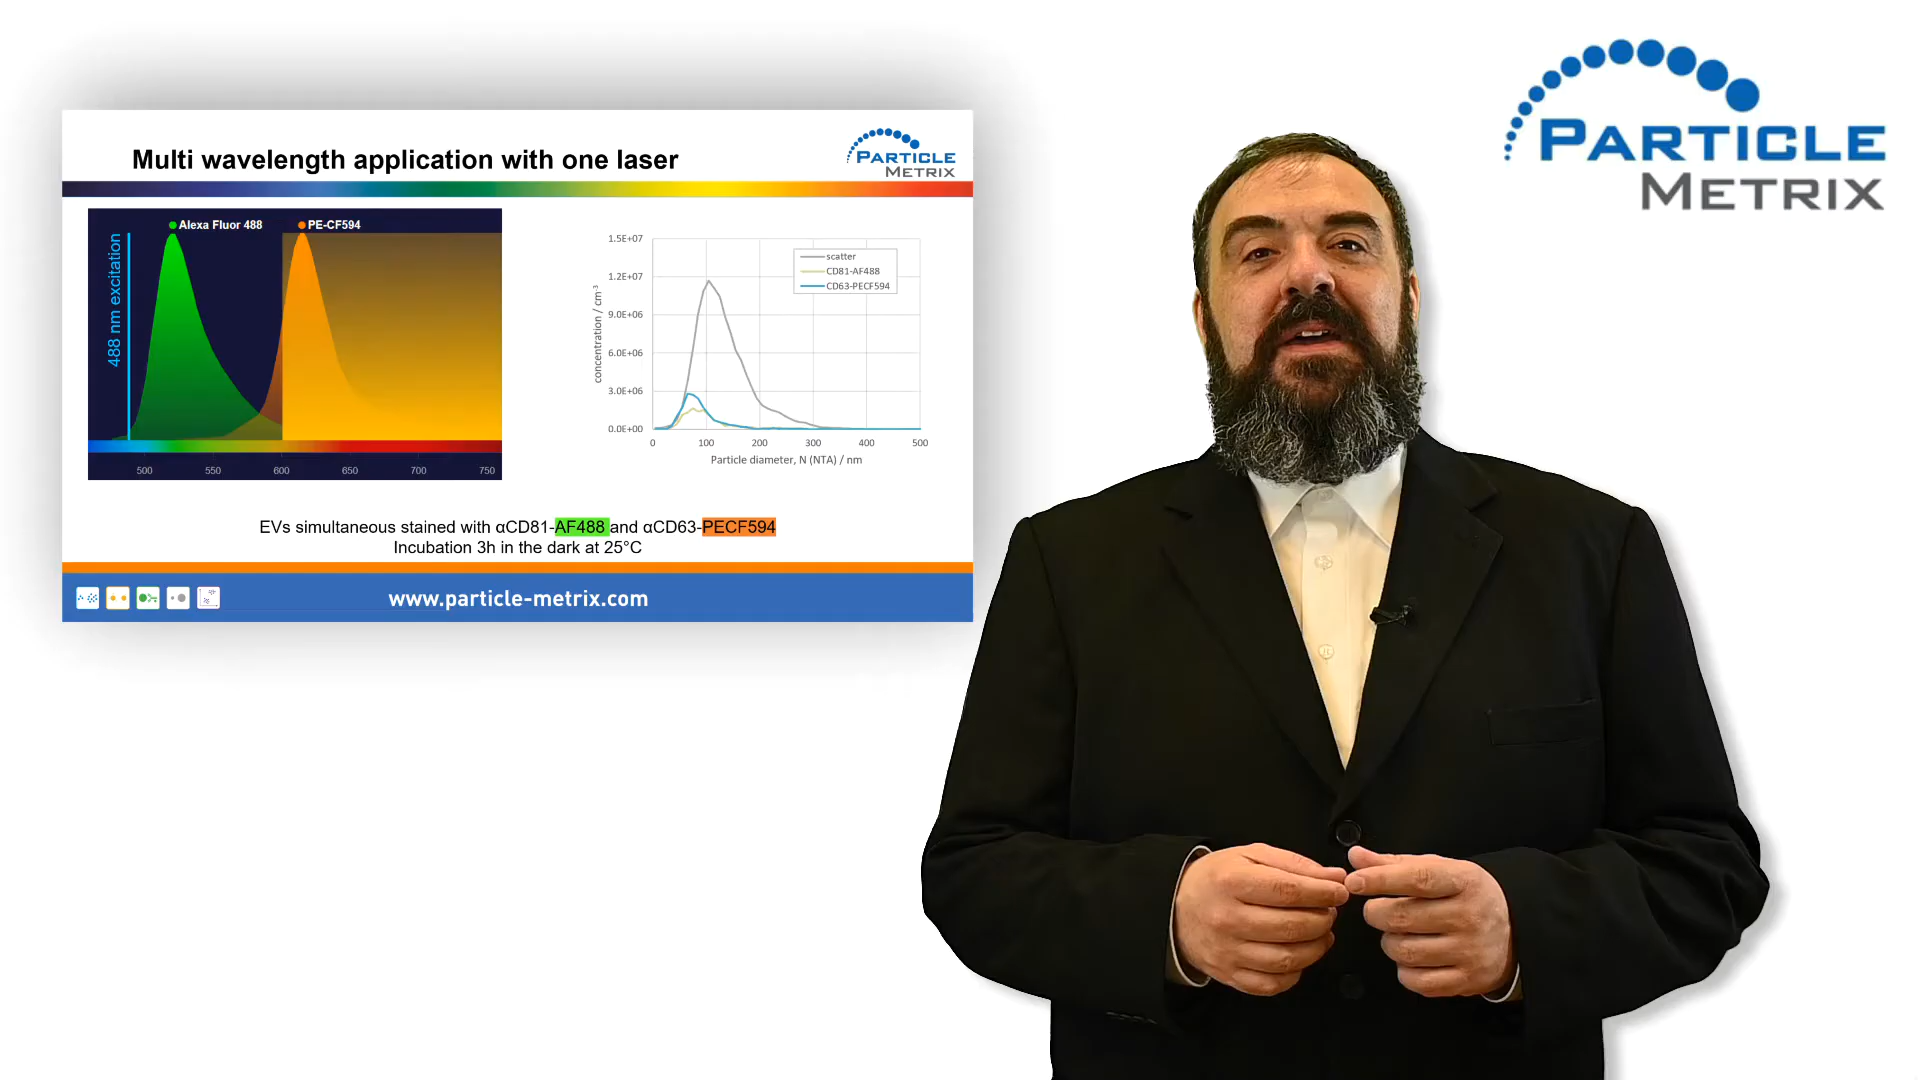 Multi wavelength application with one laser
PARTICLE
METRIX
PARTICLE
METRIX
Alexa Fluor 488
PE-CF594
488 nm excitation
500 550 600 650 700 750
1.5E+07
1.2E+07
9.0E+06
6.0E+06
3.0E+06
0.0E+00
concentration / cm-3
scatter
CD81-AF488
CD63-PECF594
0 100 200 300 400 500
Particle diameter, N (NTA) / nm
EVs simultaneous stained with αCD81-AF488 and αCD63-PECF594
Incubation 3h in the dark at 25°C
www.particle-metrix.com